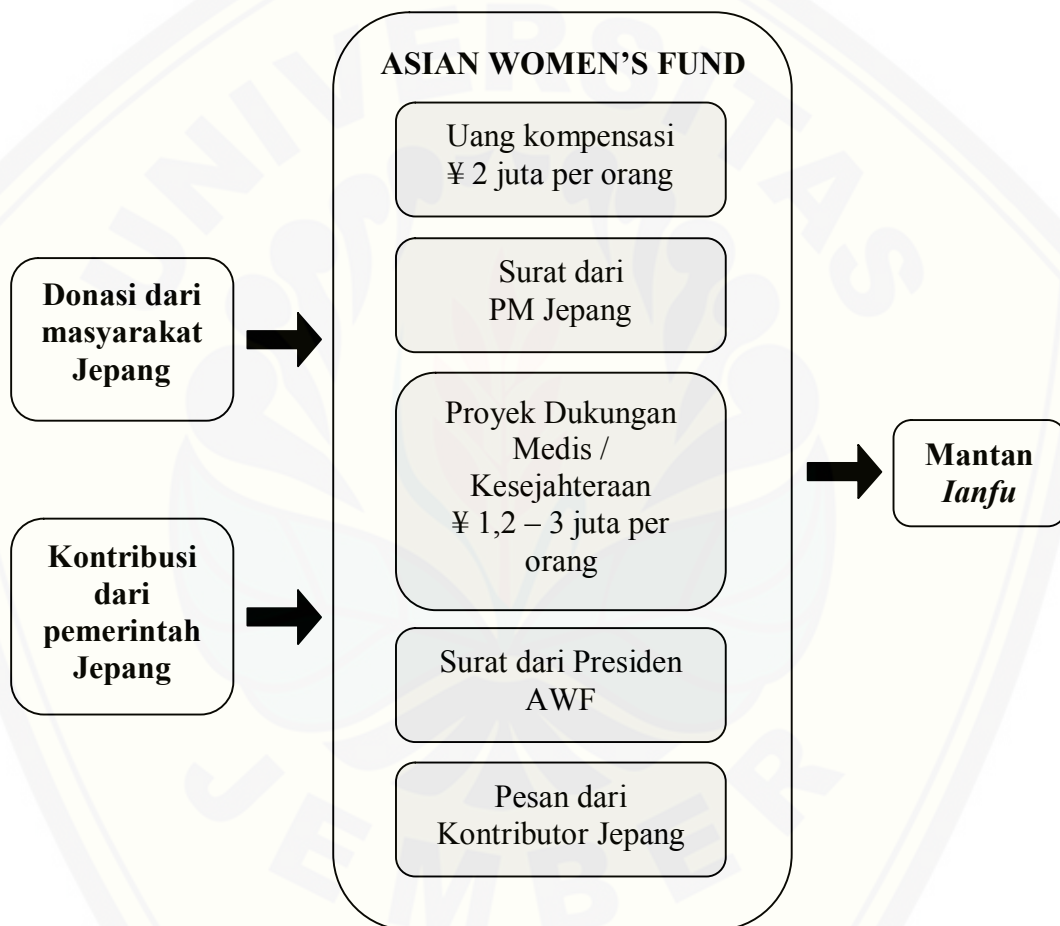 ASIAN WOMEN’S FUND
Uang kompensasi
¥ 2 juta per orang
Surat dari
PM Jepang
Donasi dari
masyarakat
Jepang
Proyek Dukungan
Medis /
Kesejahteraan
¥ 1,2 – 3 juta per
orang
Mantan
Ianfu
Kontribusi
dari
pemerintah
Jepang
Surat dari Presiden
AWF
Pesan dari
Kontributor Jepang
UNIVERSITAS
JEMBER